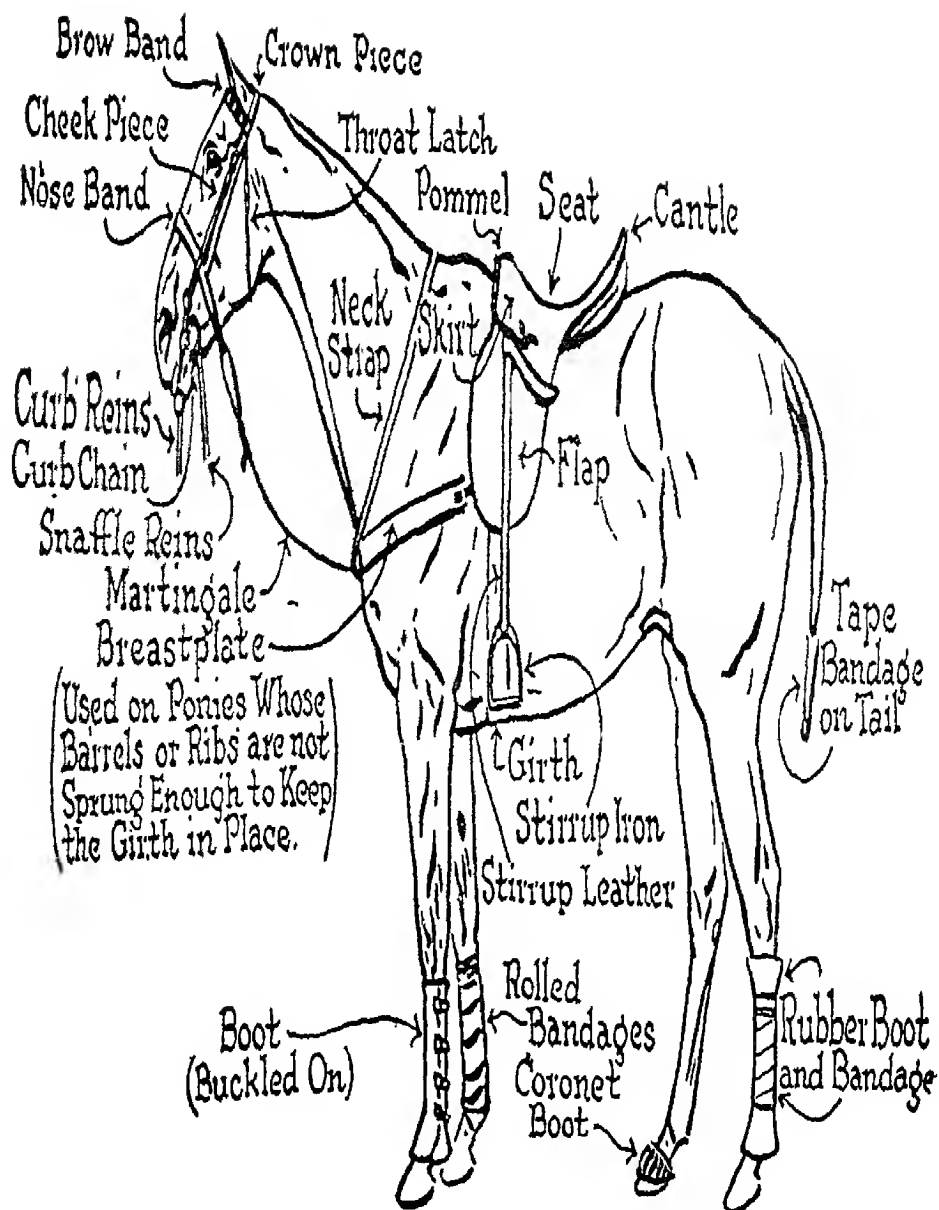 Brow Band
Crown Piece
Cheek Piece
Throat Latch
Nose Band
Pommel
Seat
Cantle
Neck
Strap
Skirt
Curb Reins
Curb Chain
Snaffle Reins
Flap
Martingale
Breastplate
(Used on Ponies Whose
Barrels or Ribs are not
Sprung Enough to Keep
the Girth in Place.)
Tape
Bandage
on Tail
Girth
Stirrup Iron
Stirrup Leather
Boot
(Buckled On)
Rolled
Bandages
Coronet
Boot
Rubber Boot
and Bandage